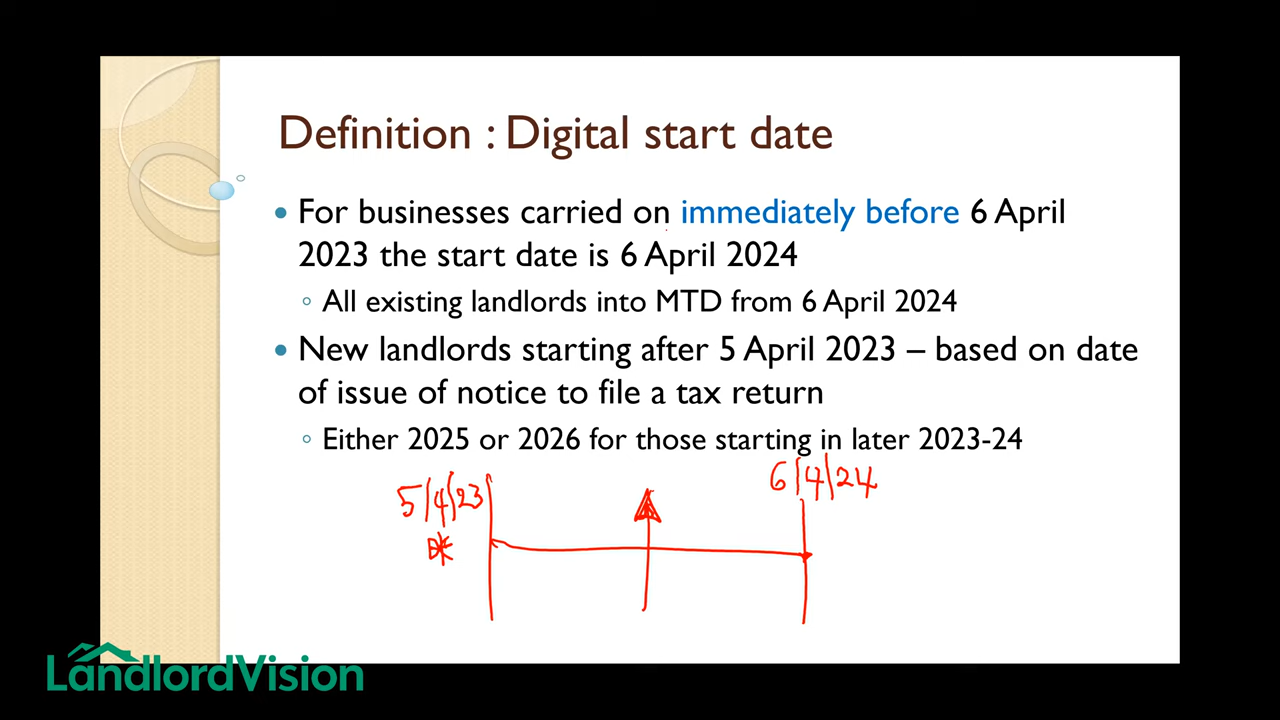 Definition : Digital start date
• For businesses carried on immediately before 6 April
2023 the start date is 6 April 2024
◦ All existing landlords into MTD from 6 April 2024
• New landlords starting after 5 April 2023 – based on date
of issue of notice to file a tax return
◦ Either 2025 or 2026 for those starting in later 2023-24
5/4/23
6/4/24
*
LandlordVision